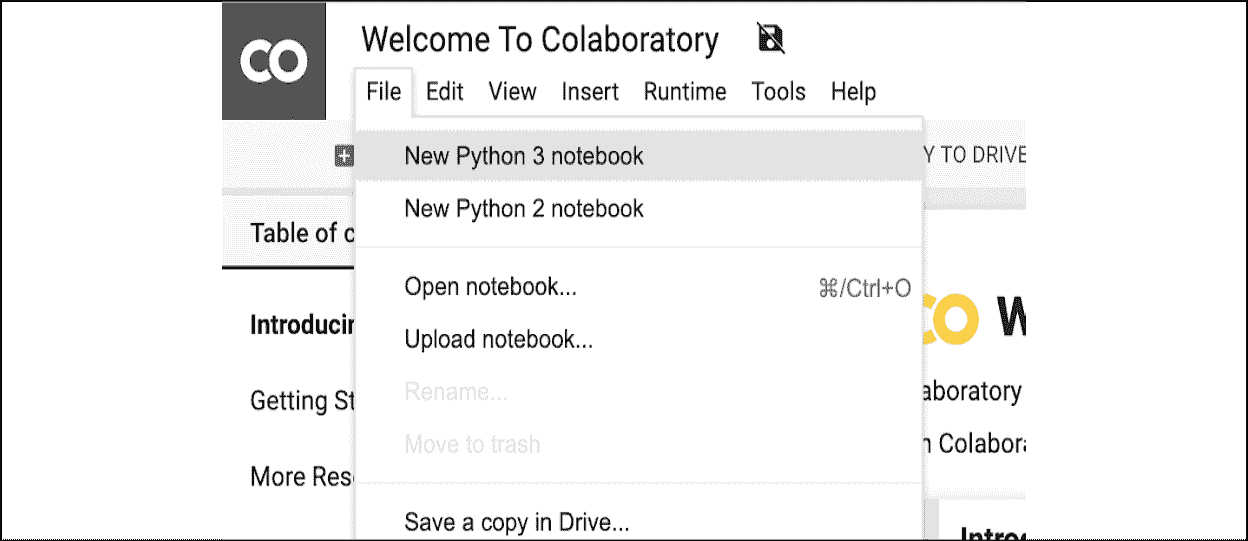 CO
Welcome To Colaboratory
File Edit View Insert Runtime Tools Help
New Python 3 notebook
Y TO DRIVE
New Python 2 notebook
Table of c
Open notebook... ⌘/Ctrl+O
Introducin
CO W
Upload notebook...
Rename...
Getting St
aboratory
Move to trash
n Colabora
More Res
Save a copy in Drive...
Intro